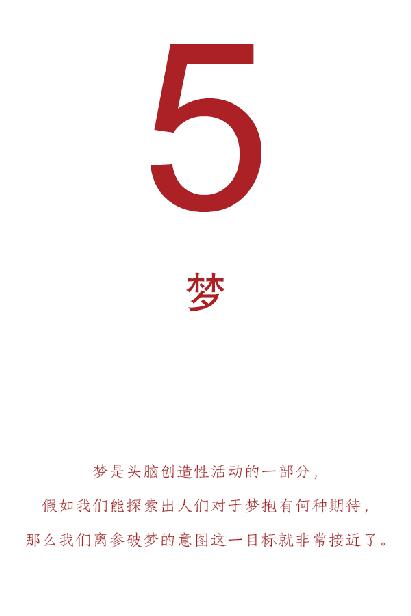 5
梦
梦是头脑创造性活动的一部分，
假如我们能探索出人们对于梦抱有何种期待，
那么我们离参破梦的意图这一目标就非常接近了。